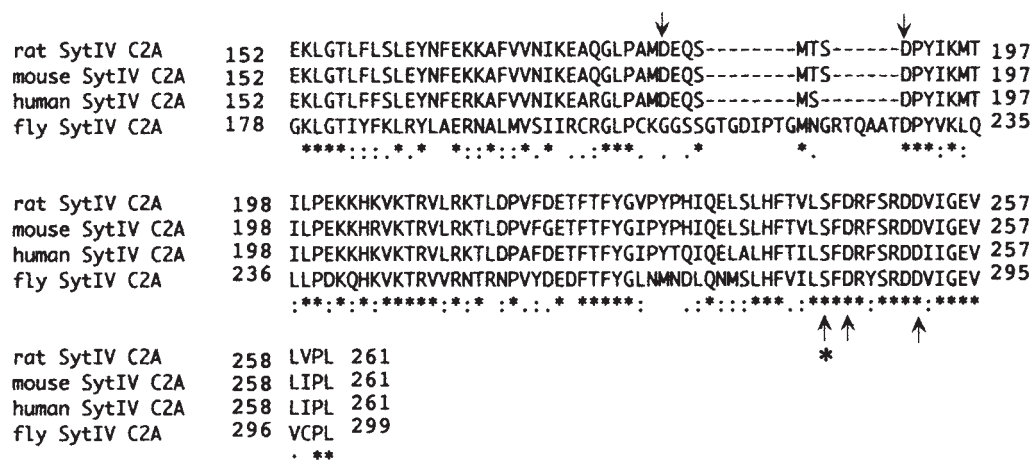 rat SytIV C2A 152 EKLGTLFLSLEYNFEKKAFVVNIKEAQGLPAMDEQS--------MTS------DPYIKMT 197
mouse SytIV C2A 152 EKLGTLFLSLEYNFEKKAFVVNIKEAQGLPAMDEQS--------MTS------DPYIKMT 197
human SytIV C2A 152 EKLGTLFFSLEYNFERKAFVVNIKEARGLPAMDEQS--------MS-------DPYIKMT 197
fly SytIV C2A 178 GKLGTIYFKLRYLAERNALMVSIIRCRGLPCKGGSSGTGDIPTGMNGRTQAATDPYVKLQ 235
****:::.*.* *::*::*.* ..:***. . .* *. ***:*:
rat SytIV C2A 198 ILPEKKHKVKTRVLRKTLDPVFDETFTFYGVPYPHIQELSLHFTVLSFDRFSRDDVIGEV 257
mouse SytIV C2A 198 ILPEKKHRVKTRVLRKTLDPVFGETFTFYGIPYPHIQELSLHFTVLSFDRFSRDDVIGEV 257
human SytIV C2A 198 ILPEKKHKVKTRVLRKTLDPAFDETFTFYGIPYTQIQELALHFTILSFDRFSRDDIIGEV 257
fly SytIV C2A 236 LLPDKQHKVKTRVVRNTRNPVYDEDFTFYGLNMNDLQNMSLHFVILSFDRYSRDDVIGEV 295
:**:*:*:*****:*:* :*.:.* *****: .:*:::***.:*****:****:****
*
rat SytIV C2A 258 LVPL 261
mouse SytIV C2A 258 LIPL 261
human SytIV C2A 258 LIPL 261
fly SytIV C2A 296 VCPL 299
. **